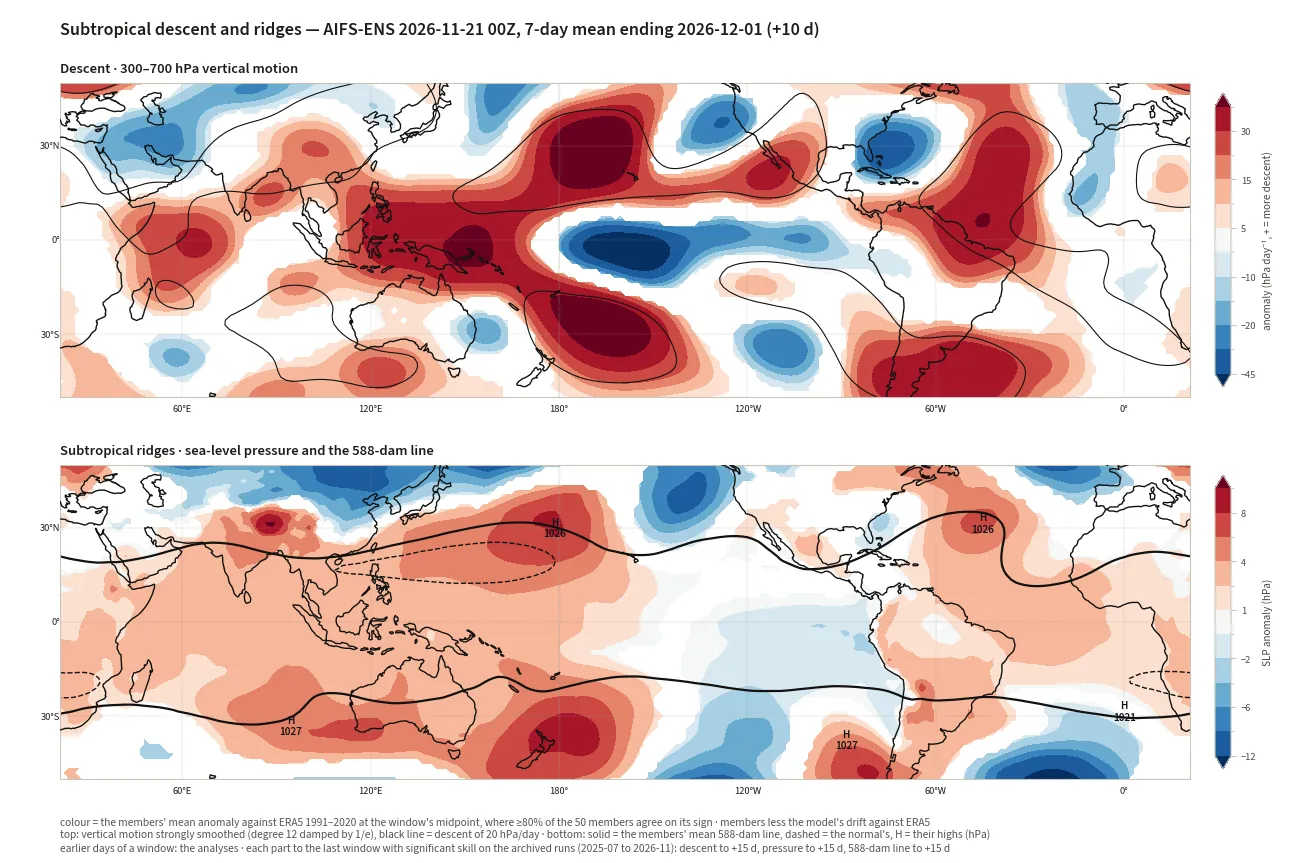 Subtropical descent and ridges — AIFS-ENS 2026-11-21 00Z, 7-day mean ending 2026-12-01 (+10 d)
Descent · 300–700 hPa vertical motion
30°N
0°
30°S
60°E
120°E
180°
120°W
60°W
0°
30
15
5
−10
−20
−45
anomaly (hPa day⁻¹, + = more descent)
Subtropical ridges · sea-level pressure and the 588-dam line
H
1026
H
1026
H
1027
H
1027
H
1021
30°N
0°
30°S
60°E
120°E
180°
120°W
60°W
0°
8
4
1
−2
−6
−12
SLP anomaly (hPa)
colour = the members' mean anomaly against ERA5 1991–2020 at the window's midpoint, where ≥80% of the 50 members agree on its sign · members less the model's drift against ERA5
top: vertical motion strongly smoothed (degree 12 damped by 1/e), black line = descent of 20 hPa/day · bottom: solid = the members' mean 588-dam line, dashed = the normal's, H = their highs (hPa)
earlier days of a window: the analyses · each part to the last window with significant skill on the archived runs (2025-07 to 2026-11): descent to +15 d, pressure to +15 d, 588-dam line to +15 d